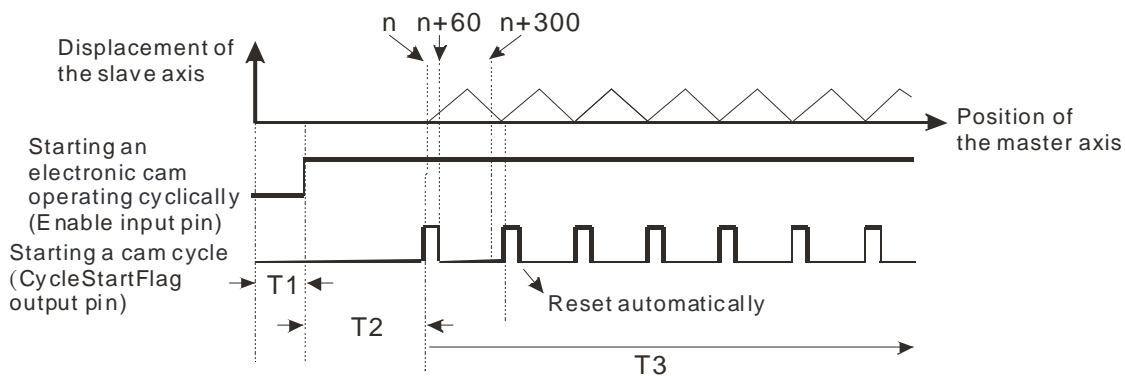 n n+60 n+300
Displacement of
the slave axis
Position of
the master axis
Starting an
electronic cam
operating cyclically
(Enable input pin)
Starting a cam cycle
(CycleStartFlag
output pin)
T1
Reset automatically
T2
T3